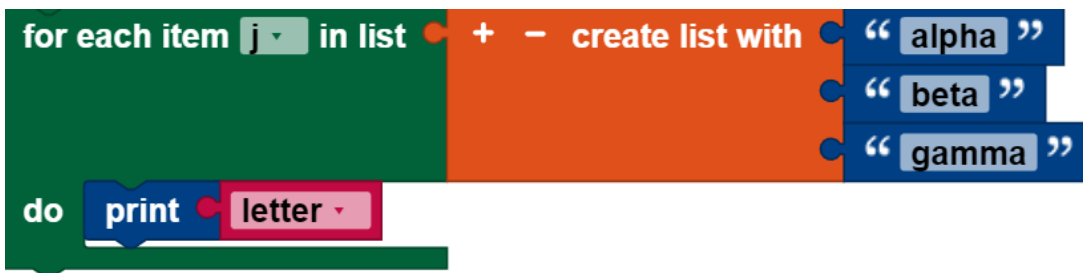 for each item j in list + - create list with “ alpha ”
“ beta ”
“ gamma ”
do print letter